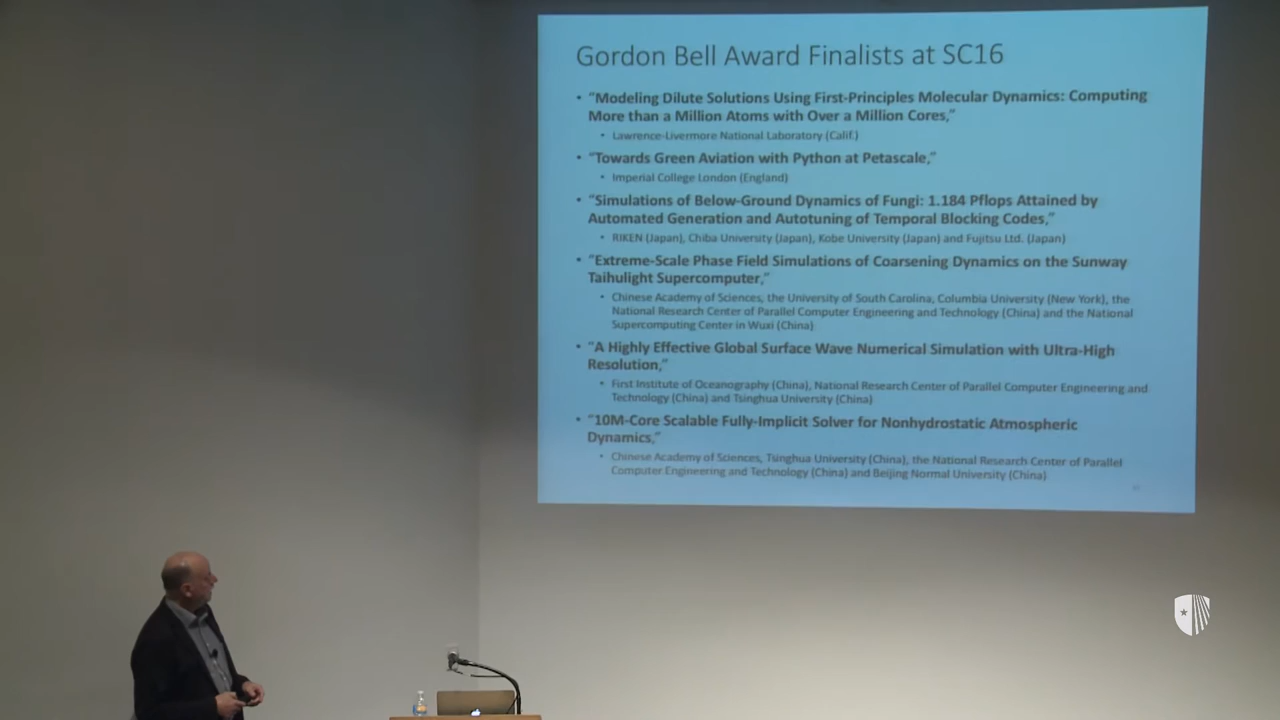 Gordon Bell Award Finalists at SC16
• "Modeling Dilute Solutions Using First-Principles Molecular Dynamics: Computing
More than a Million Atoms with Over a Million Cores,"
• Lawrence-Livermore National Laboratory (Calif.)
• "Towards Green Aviation with Python at Petascale,"
• Imperial College London (England)
• "Simulations of Below-Ground Dynamics of Fungi: 1.184 Pflops Attained by
Automated Generation and Autotuning of Temporal Blocking Codes,"
• RIKEN (Japan), Chiba University (Japan), Kobe University (Japan) and Fujitsu Ltd. (Japan)
• "Extreme-Scale Phase Field Simulations of Coarsening Dynamics on the Sunway
Taihulight Supercomputer,"
• Chinese Academy of Sciences, the University of South Carolina, Columbia University (New York), the
National Research Center of Parallel Computer Engineering and Technology (China) and the National
Supercomputing Center in Wuxi (China)
• "A Highly Effective Global Surface Wave Numerical Simulation with Ultra-High
Resolution,"
• First Institute of Oceanography (China), National Research Center of Parallel Computer Engineering and
Technology (China) and Tsinghua University (China)
• "10M-Core Scalable Fully-Implicit Solver for Nonhydrostatic Atmospheric
Dynamics,"
• Chinese Academy of Sciences, Tsinghua University (China), the National Research Center of Parallel
Computer Engineering and Technology (China) and Beijing Normal University (China)